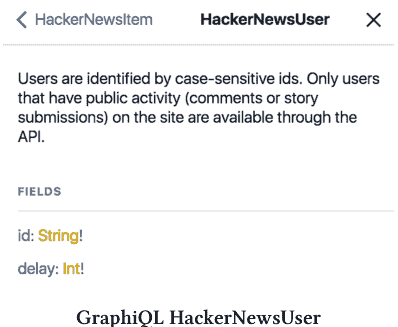 HackerNewsItem HackerNewsUser
Users are identified by case-sensitive ids. Only users
that have public activity (comments or story
submissions) on the site are available through the
API.
FIELDS
id: String!
delay: Int!
GraphiQL HackerNewsUser